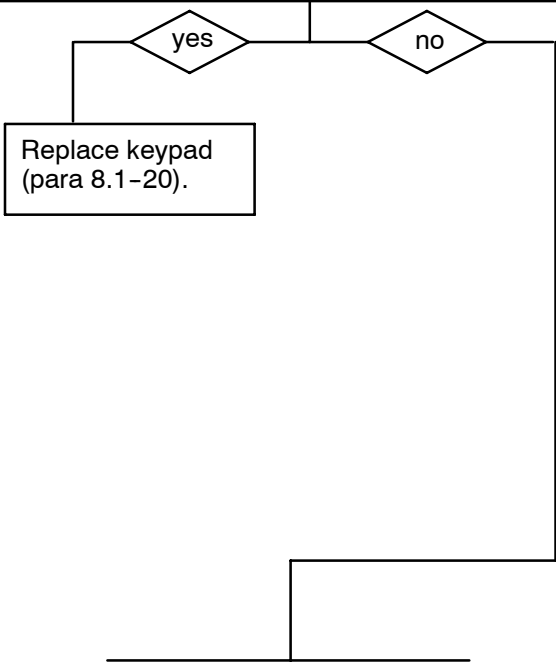 yes
no
Replace keypad
(para 8.1-20).